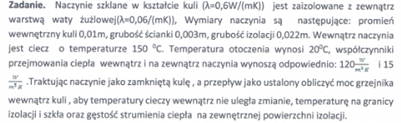 Zadanie. Naczynie szklane w kształcie kuli (λ=0,6W/(mK)) jest zaizolowane z zewnątrz
warstwą waty żużlowej(λ=0,06/(mK)), Wymiary naczynia są następujące: promień
wewnętrzny kuli 0,01m, grubość ścianki 0,003m, grubość izolacji 0,022m. Wewnątrz naczynia
jest ciecz o temperaturze 150 °C. Temperatura otoczenia wynosi 20°C, współczynniki
przejmowania ciepła wewnątrz i na zewnątrz naczynia wynoszą odpowiednio: 120 W/m²K i 15
W/m²K .Traktując naczynie jako zamkniętą kulę , a przepływ jako ustalony obliczyć moc grzejnika
wewnątrz kuli , aby temperatury cieczy wewnątrz nie uległa zmianie, temperaturę na granicy
izolacji i szkła oraz gęstość strumienia ciepła na zewnętrznej powierzchni izolacji.